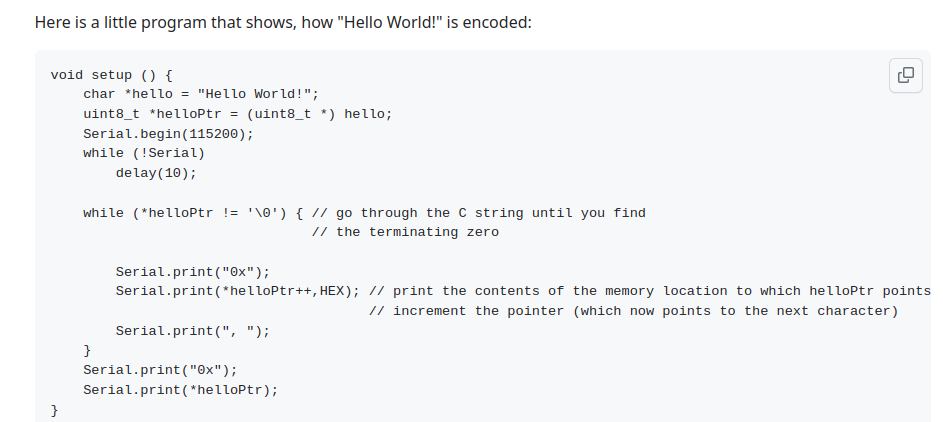 Here is a little program that shows, how "Hello World!" is encoded:
void setup () {
    char *hello = "Hello World!";
    uint8_t *helloPtr = (uint8_t *) hello;
    Serial.begin(115200);
    while (!Serial)
        delay(10);

    while (*helloPtr != '\0') { // go through the C string until you find
                                // the terminating zero

        Serial.print("0x");
        Serial.print(*helloPtr++,HEX); // print the contents of the memory location to which helloPtr points
                                       // increment the pointer (which now points to the next character)
        Serial.print(", ");
    }
    Serial.print("0x");
    Serial.print(*helloPtr);
}